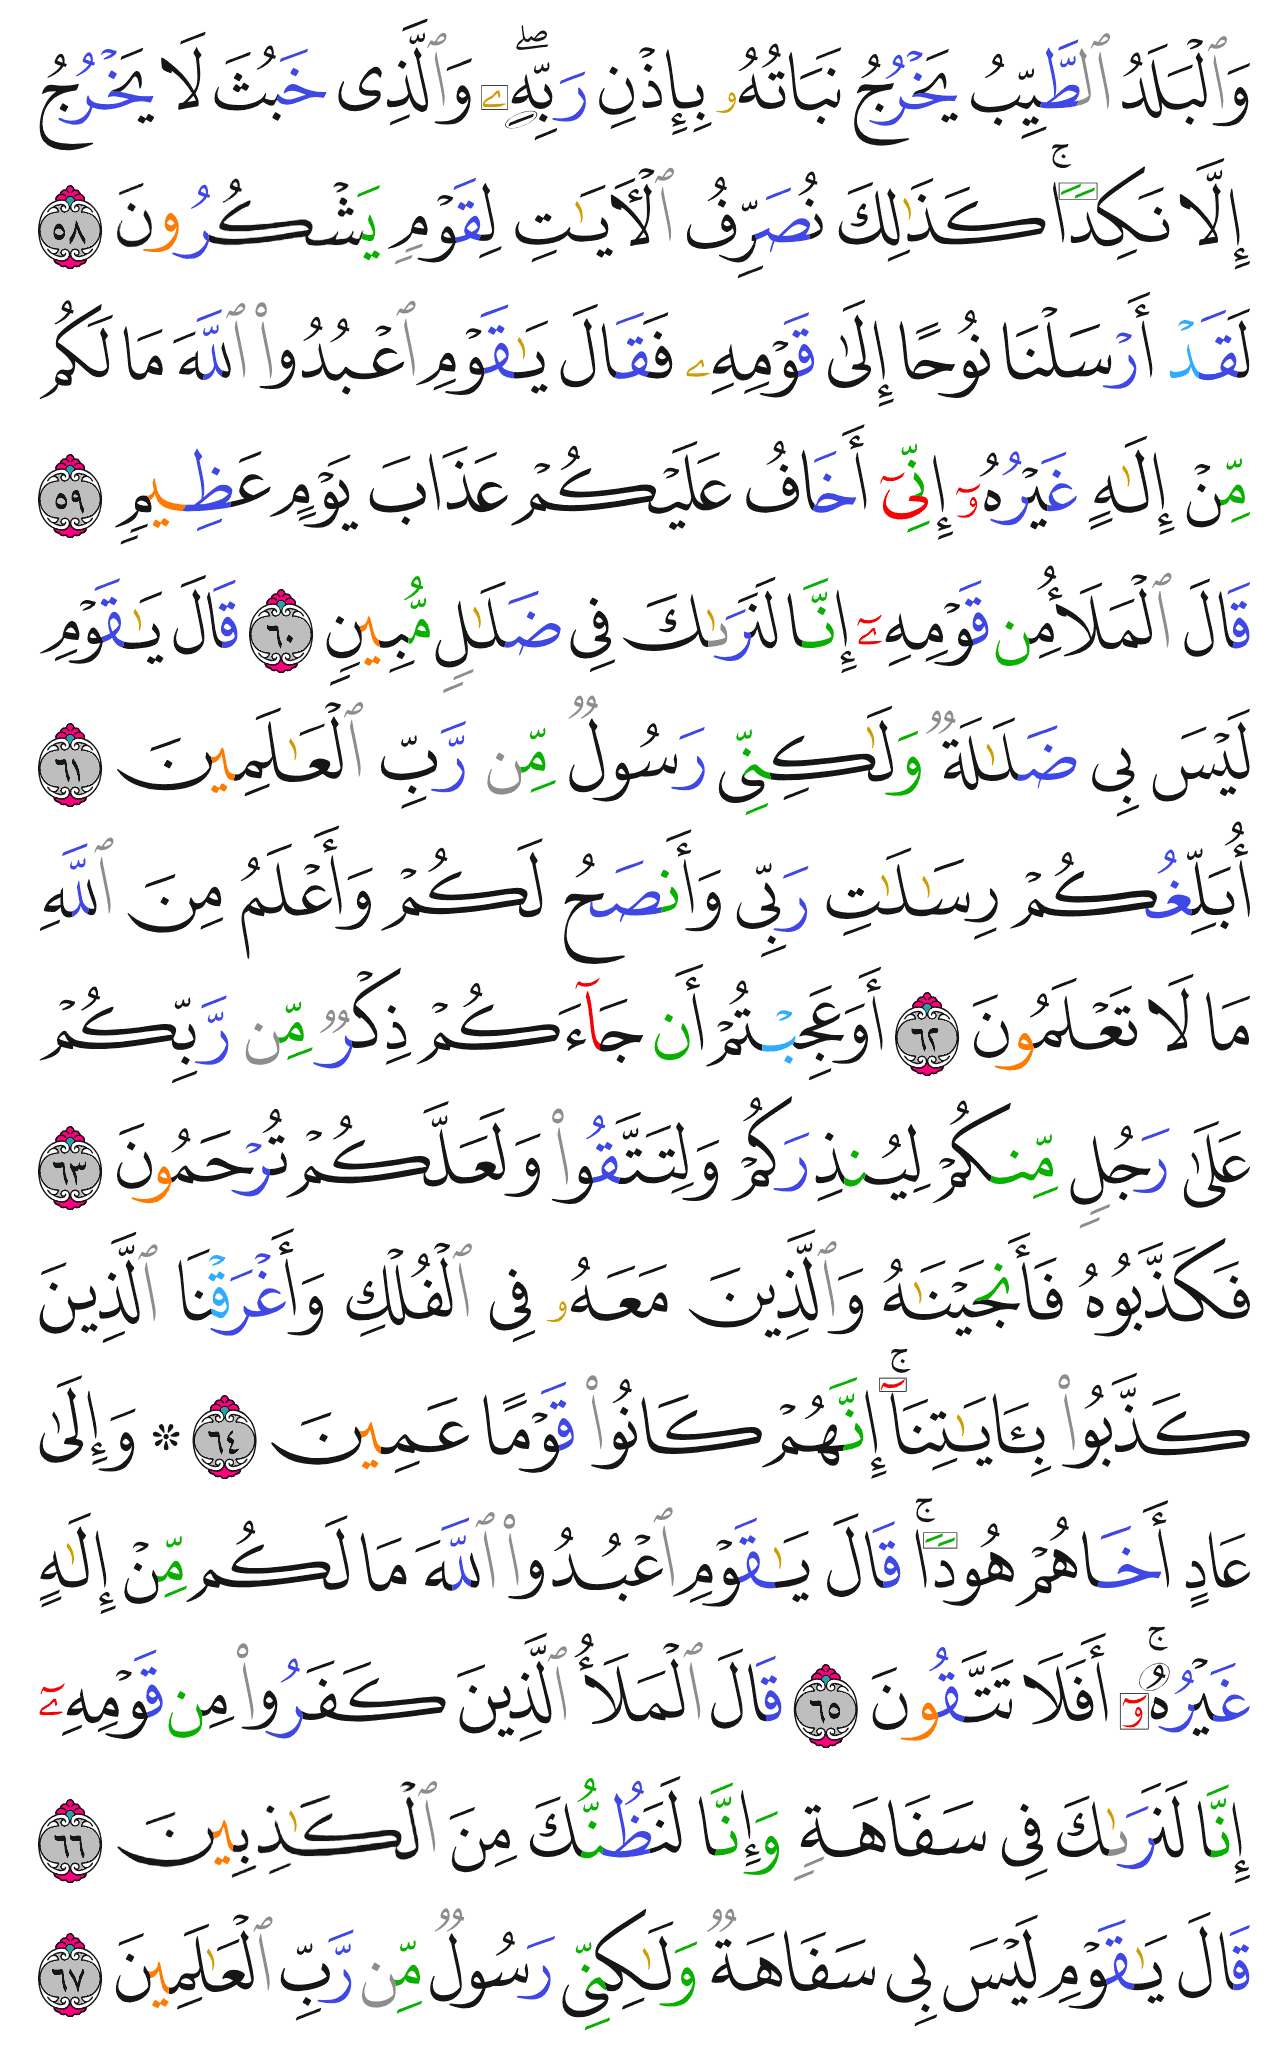 وَٱلْبَلَدُ ٱلطَّيِّبُ يَخْرُجُ نَبَاتُهُۥ بِإِذْنِ رَبِّهِۦ ۖ وَٱلَّذِى خَبُثَ لَا يَخْرُجُ
إِلَّا نَكِدًا ۚ كَذَٰلِكَ نُصَرِّفُ ٱلْأَيَـٰتِ لِقَوْمٍ يَشْكُرُونَ ٥٨
لَقَدْ أَرْسَلْنَا نُوحًا إِلَىٰ قَوْمِهِۦ فَقَالَ يَـٰقَوْمِ ٱعْبُدُوا۟ ٱللَّهَ مَا لَكُم
مِّنْ إِلَـٰهٍ غَيْرُهُۥٓ إِنِّىٓ أَخَافُ عَلَيْكُمْ عَذَابَ يَوْمٍ عَظِيمٍ ٥٩
قَالَ ٱلْمَلَأُ مِن قَوْمِهِۦٓ إِنَّا لَنَرَىٰكَ فِى ضَلَـٰلٍ مُّبِينٍ ٦٠ قَالَ يَـٰقَوْمِ
لَيْسَ بِى ضَلَـٰلَةٌ وَلَـٰكِنِّى رَسُولٌ مِّن رَّبِّ ٱلْعَـٰلَمِينَ ٦١
أُبَلِّغُكُمْ رِسَـٰلَـٰتِ رَبِّى وَأَنصَحُ لَكُمْ وَأَعْلَمُ مِنَ ٱللَّهِ
مَا لَا تَعْلَمُونَ ٦٢ أَوَعَجِبْتُمْ أَن جَآءَكُمْ ذِكْرٌ مِّن رَّبِّكُمْ
عَلَىٰ رَجُلٍ مِّنكُمْ لِيُنذِرَكُمْ وَلِتَتَّقُوا۟ وَلَعَلَّكُمْ تُرْحَمُونَ ٦٣
فَكَذَّبُوهُ فَأَنجَيْنَـٰهُ وَٱلَّذِينَ مَعَهُۥ فِى ٱلْفُلْكِ وَأَغْرَقْنَا ٱلَّذِينَ
كَذَّبُوا۟ بِـَٔايَـٰتِنَآ ۚ إِنَّهُمْ كَانُوا۟ قَوْمًا عَمِينَ ٦٤ ۞ وَإِلَىٰ
عَادٍ أَخَاهُمْ هُودًا ۚ قَالَ يَـٰقَوْمِ ٱعْبُدُوا۟ ٱللَّهَ مَا لَكُم مِّنْ إِلَـٰهٍ
غَيْرُهُۥٓ ۚ أَفَلَا تَتَّقُونَ ٦٥ قَالَ ٱلْمَلَأُ ٱلَّذِينَ كَفَرُوا۟ مِن قَوْمِهِۦٓ
إِنَّا لَنَرَىٰكَ فِى سَفَاهَةٍ وَإِنَّا لَنَظُنُّكَ مِنَ ٱلْكَـٰذِبِينَ ٦٦
قَالَ يَـٰقَوْمِ لَيْسَ بِى سَفَاهَةٌ وَلَـٰكِنِّى رَسُولٌ مِّن رَّبِّ ٱلْعَـٰلَمِينَ ٦٧